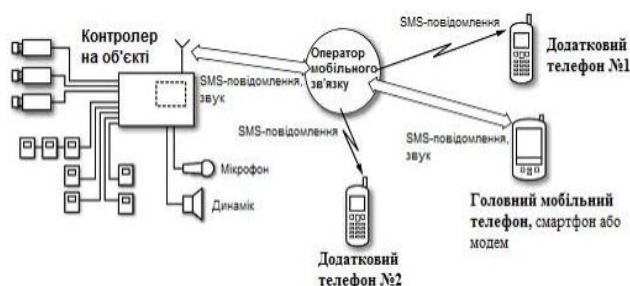 Контролер
на об'єкті
SMS-повідомлення,
звук
Оператор
мобільного
зв'язку
SMS-повідомлення
Додатковий
телефон №1
SMS-повідомлення
SMS-повідомлення,
звук
Мікрофон
Динамік
Головний мобільний
телефон, смартфон або
модем
Додатковий
телефон №2